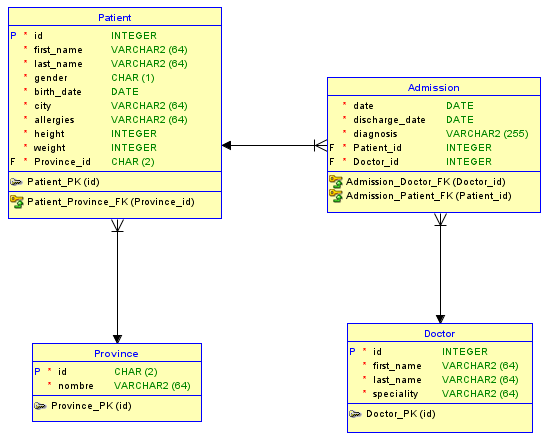 Patient
P * id INTEGER
* first_name VARCHAR2 (64)
* last_name VARCHAR2 (64)
* gender CHAR (1)
* birth_date DATE
* city VARCHAR2 (64)
* allergies VARCHAR2 (64)
* height INTEGER
* weight INTEGER
F * Province_id CHAR (2)
Patient_PK (id)
Patient_Province_FK (Province_id)
Admission
* date DATE
* discharge_date DATE
* diagnosis VARCHAR2 (255)
F * Patient_id INTEGER
F * Doctor_id INTEGER
Admission_Doctor_FK (Doctor_id)
Admission_Patient_FK (Patient_id)
Province
P * id CHAR (2)
* nombre VARCHAR2 (64)
Province_PK (id)
Doctor
P * id INTEGER
* first_name VARCHAR2 (64)
* last_name VARCHAR2 (64)
* speciality VARCHAR2 (64)
Doctor_PK (id)